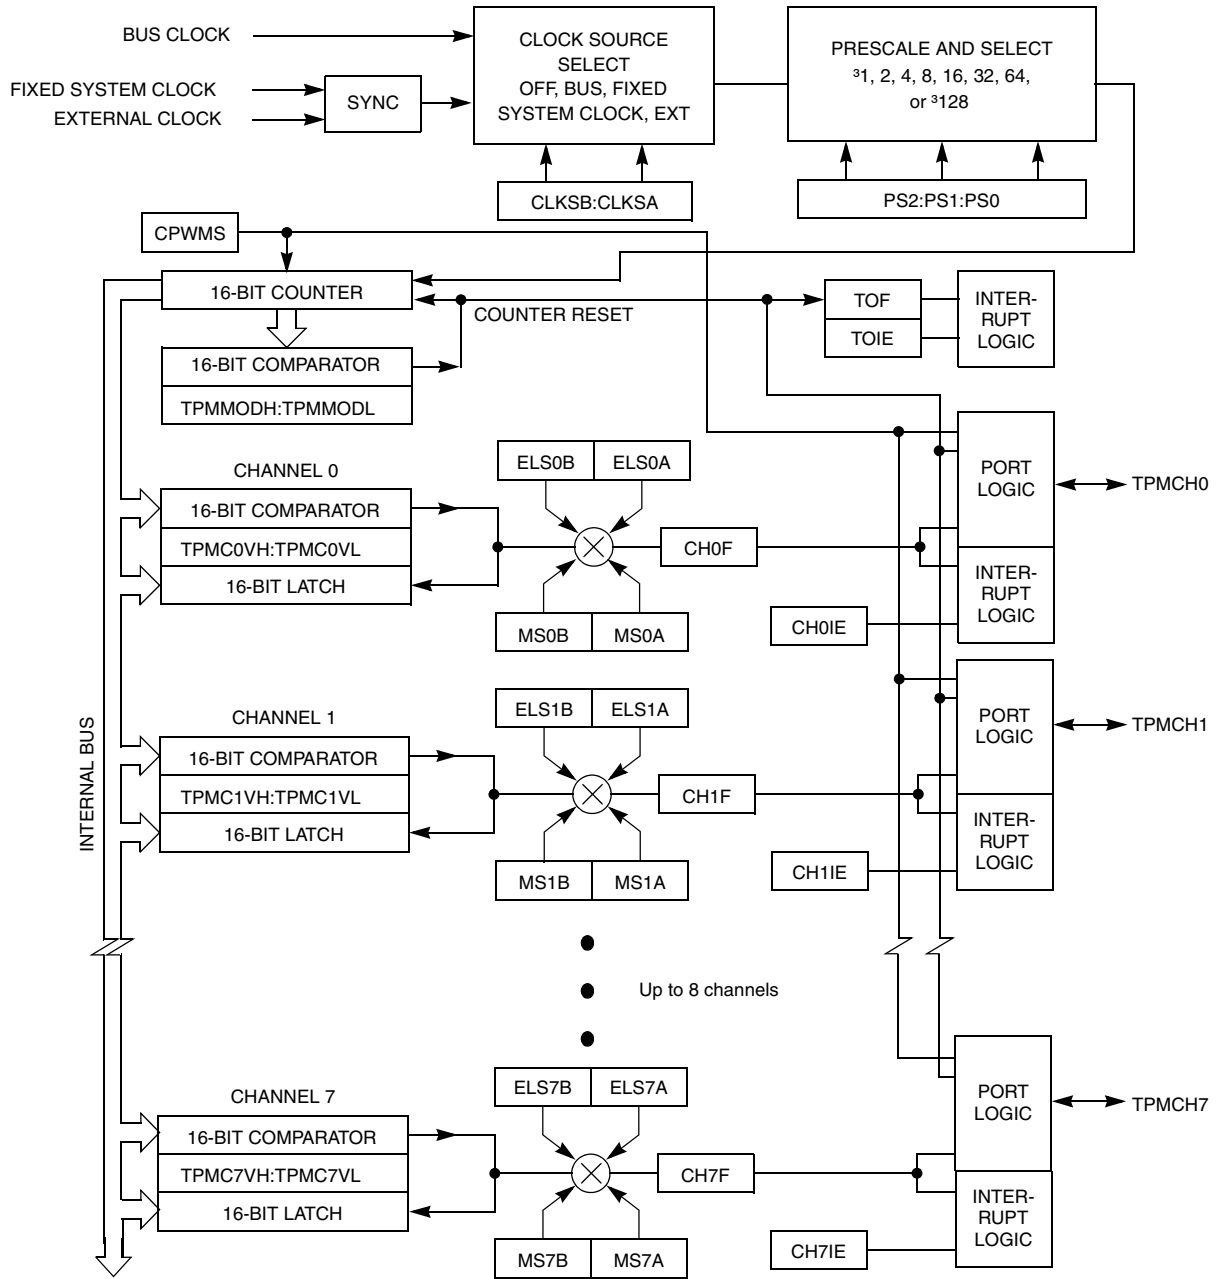 BUS CLOCK
FIXED SYSTEM CLOCK
EXTERNAL CLOCK
SYNC
CLOCK SOURCE
SELECT
OFF, BUS, FIXED
SYSTEM CLOCK, EXT
PRESCALE AND SELECT
³1, 2, 4, 8, 16, 32, 64,
or ³128
CLKSB:CLKSA
PS2:PS1:PS0
CPWMS
16-BIT COUNTER
COUNTER RESET
TOF
TOIE
INTER-
RUPT
LOGIC
16-BIT COMPARATOR
TPMMODH:TPMMODL
CHANNEL 0
16-BIT COMPARATOR
TPMC0VH:TPMC0VL
16-BIT LATCH
ELS0B
ELS0A
MS0B
MS0A
CH0F
CH0IE
PORT
LOGIC
INTER-
RUPT
LOGIC
TPMCH0
INTERNAL BUS
CHANNEL 1
16-BIT COMPARATOR
TPMC1VH:TPMC1VL
16-BIT LATCH
ELS1B
ELS1A
MS1B
MS1A
CH1F
CH1IE
PORT
LOGIC
INTER-
RUPT
LOGIC
TPMCH1
Up to 8 channels
CHANNEL 7
16-BIT COMPARATOR
TPMC7VH:TPMC7VL
16-BIT LATCH
ELS7B
ELS7A
MS7B
MS7A
CH7F
CH7IE
PORT
LOGIC
INTER-
RUPT
LOGIC
TPMCH7